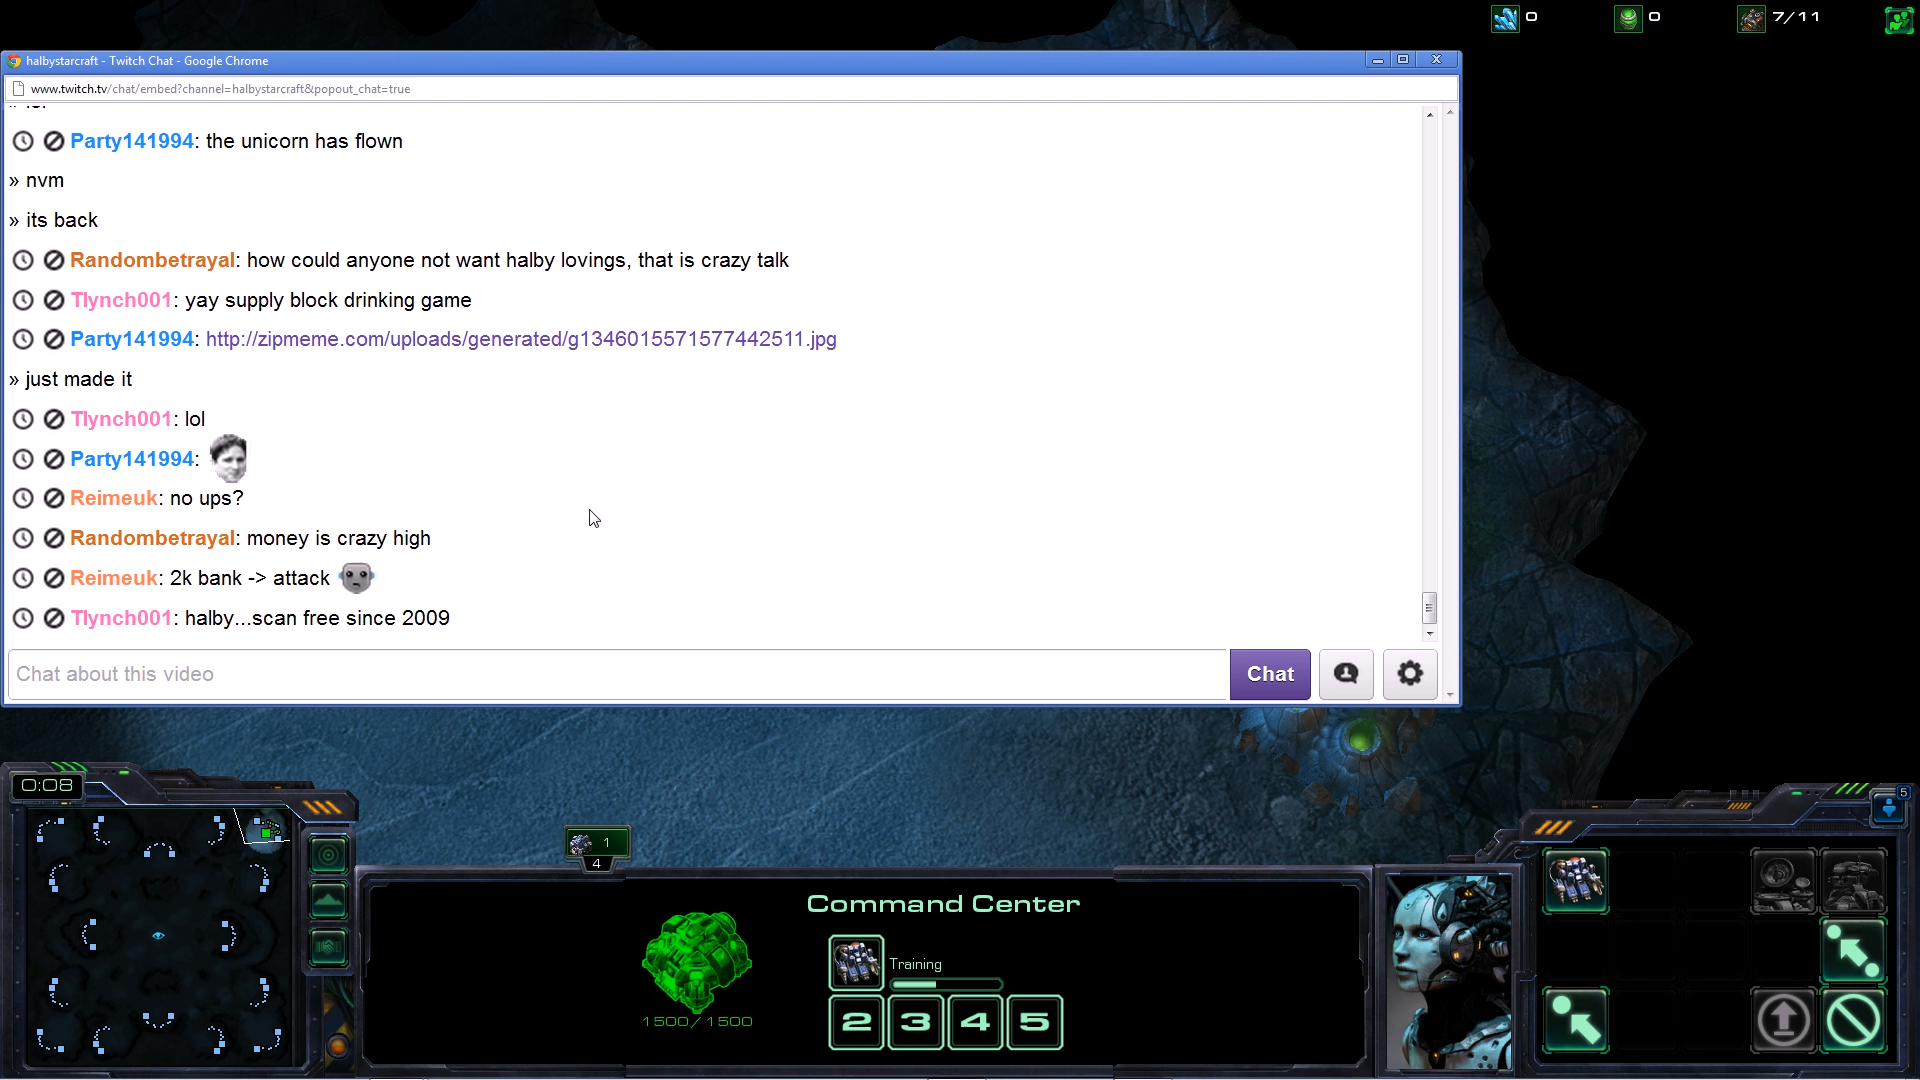 0 0 7/11
halbystarcraft - Twitch Chat - Google Chrome
www.twitch.tv/chat/embed?channel=halbystarcraft&popout_chat=true
Party141994: the unicorn has flown
» nvm
» its back
Randombetrayal: how could anyone not want halby lovings, that is crazy talk
Tlynch001: yay supply block drinking game
Party141994: http://zipmeme.com/uploads/generated/g1346015571577442511.jpg
» just made it
Tlynch001: lol
Party141994:
Reimeuk: no ups?
Randombetrayal: money is crazy high
Reimeuk: 2k bank -> attack
Tlynch001: halby...scan free since 2009
Chat about this video
Chat
0:08
1
4
5
Command Center
Training
1500/1500
2 3 4 5